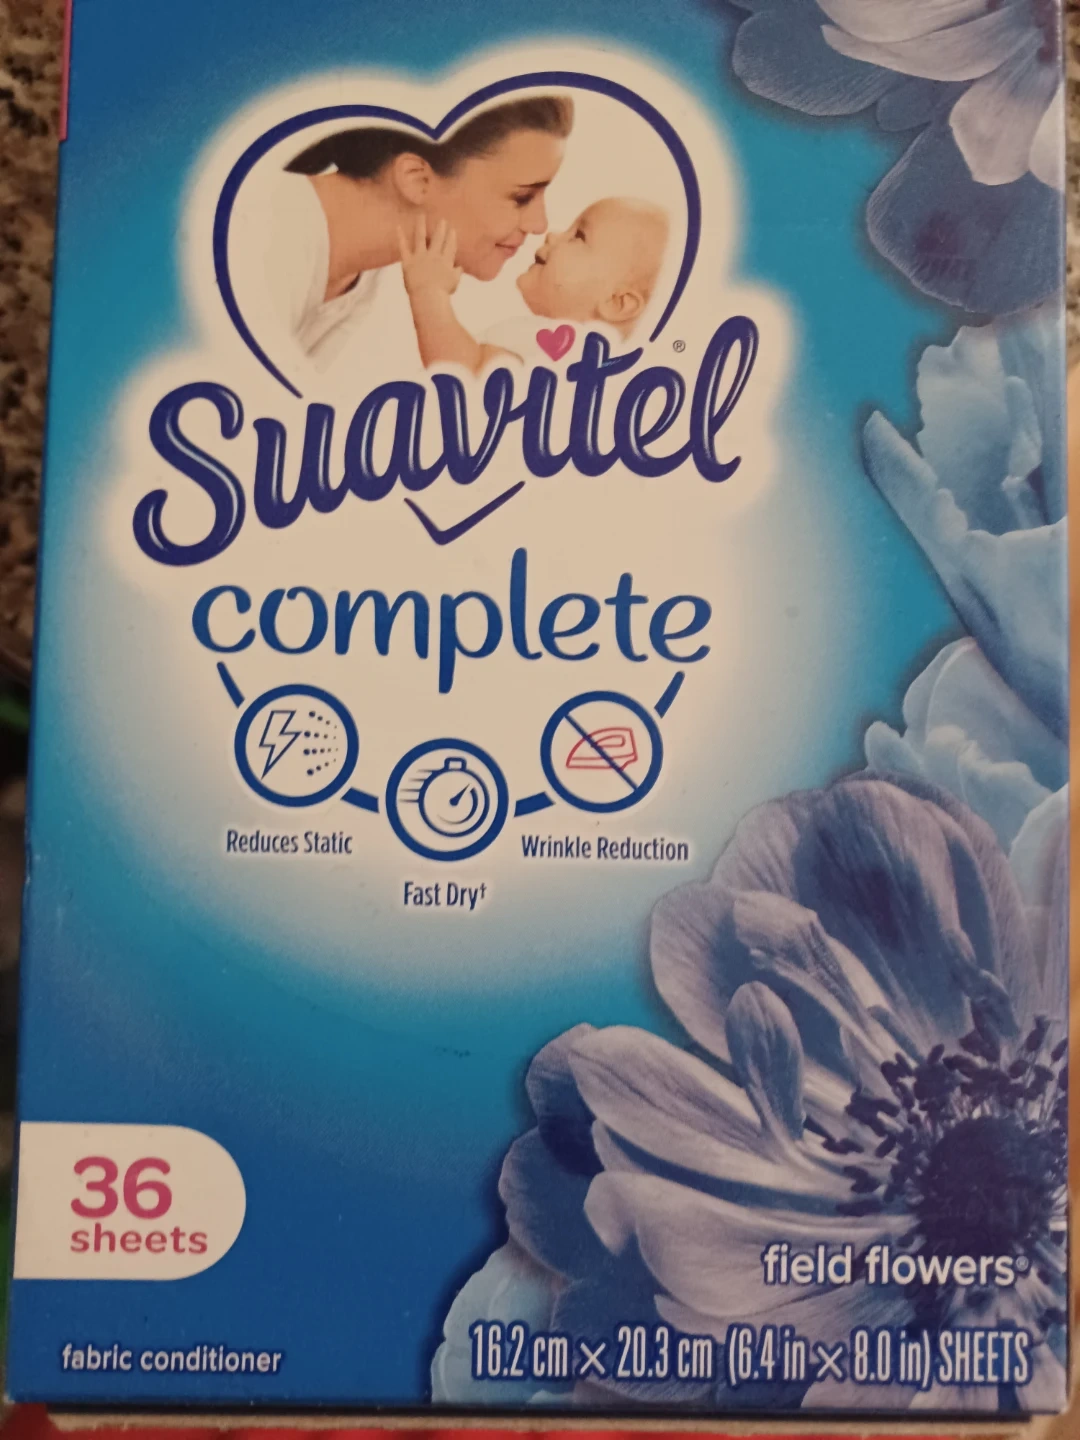 Suavitel®
complete
Reduces Static
Fast Dry†
Wrinkle Reduction
36
sheets
field flowers®
fabric conditioner
16.2 cm × 20.3 cm (6.4 in × 8.0 in) SHEETS